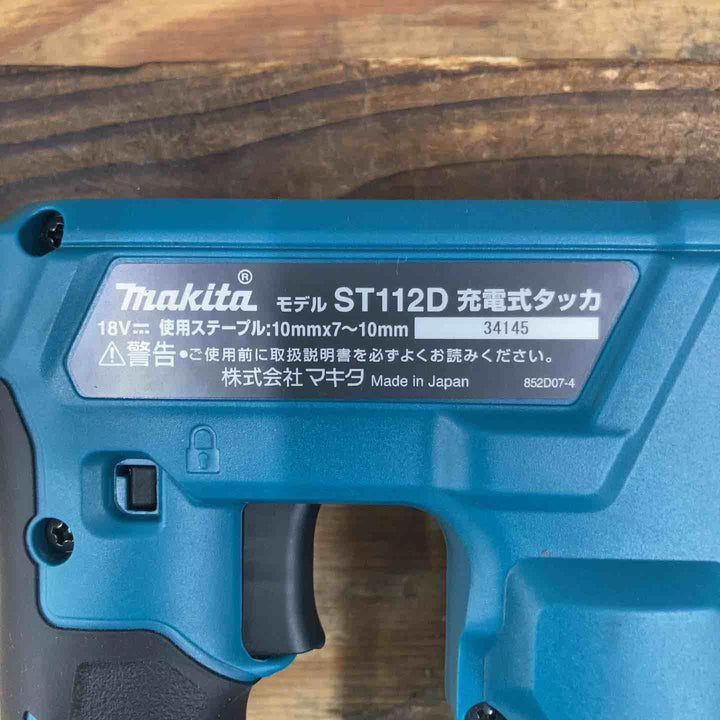 makita® モデル ST112D 充電式タッカ
18V⎓ 使用ステープル:10mmx7～10mm 34145
⚠警告 •ご使用前に取扱説明書を必ずよくお読みください。
株式会社 マキタ Made in Japan 852D07-4